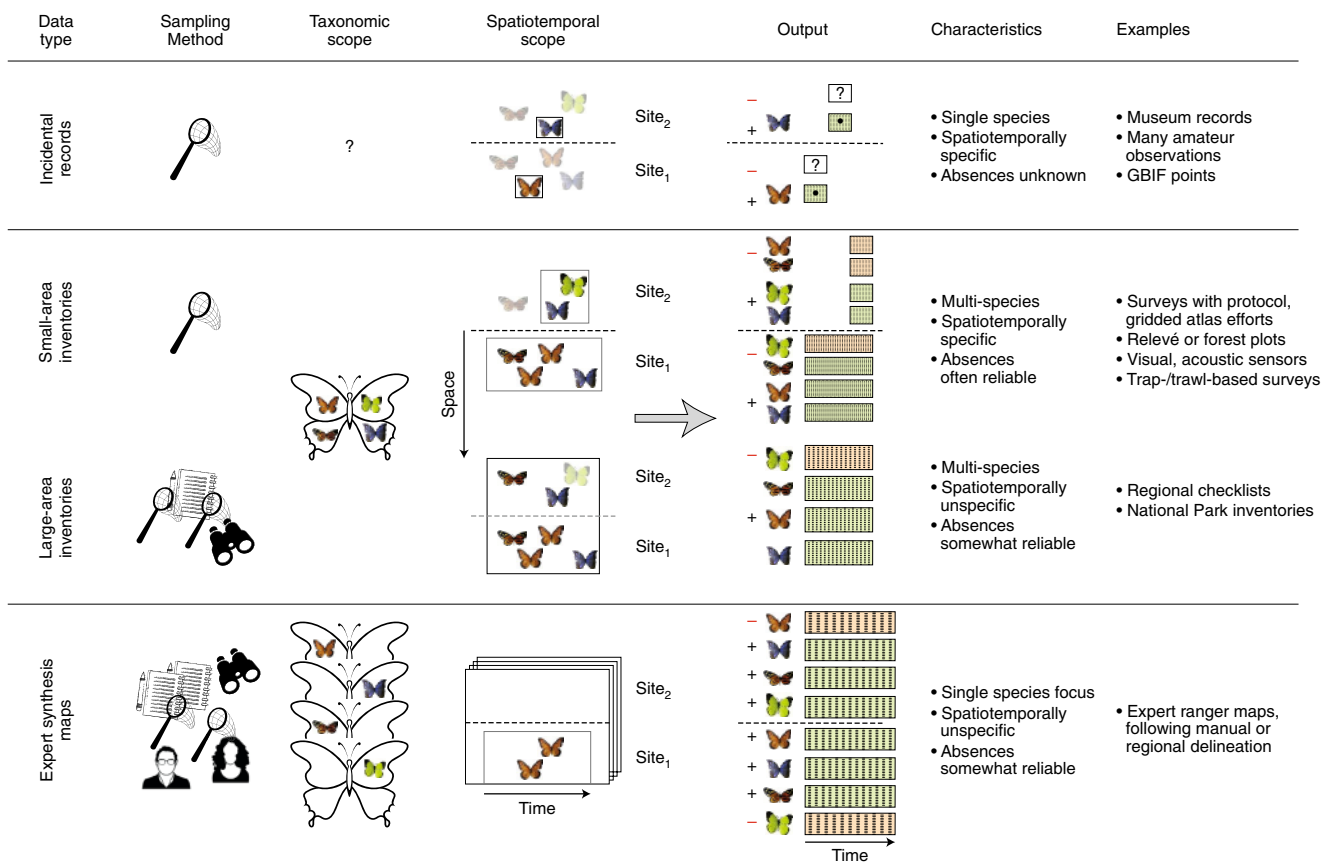 Data
type
Sampling
Method
Taxonomic
scope
Spatiotemporal
scope
Output
Characteristics
Examples
Incidental
records
?
Site2
Site1
−
?
+
−
?
+
• Single species
• Spatiotemporally
specific
• Absences unknown
• Museum records
• Many amateur
observations
• GBIF points
Small-area
inventories
Space
Site2
Site1
−
+
−
+
• Multi-species
• Spatiotemporally
specific
• Absences
often reliable
• Surveys with protocol,
gridded atlas efforts
• Relevé or forest plots
• Visual, acoustic sensors
• Trap-/trawl-based surveys
Large-area
inventories
Site2
Site1
−
+
• Multi-species
• Spatiotemporally
unspecific
• Absences
somewhat reliable
• Regional checklists
• National Park inventories
Expert synthesis
maps
Site2
Site1
Time
−
+
+
+
+
+
+
−
Time
• Single species focus
• Spatiotemporally
unspecific
• Absences
somewhat reliable
• Expert ranger maps,
following manual or
regional delineation